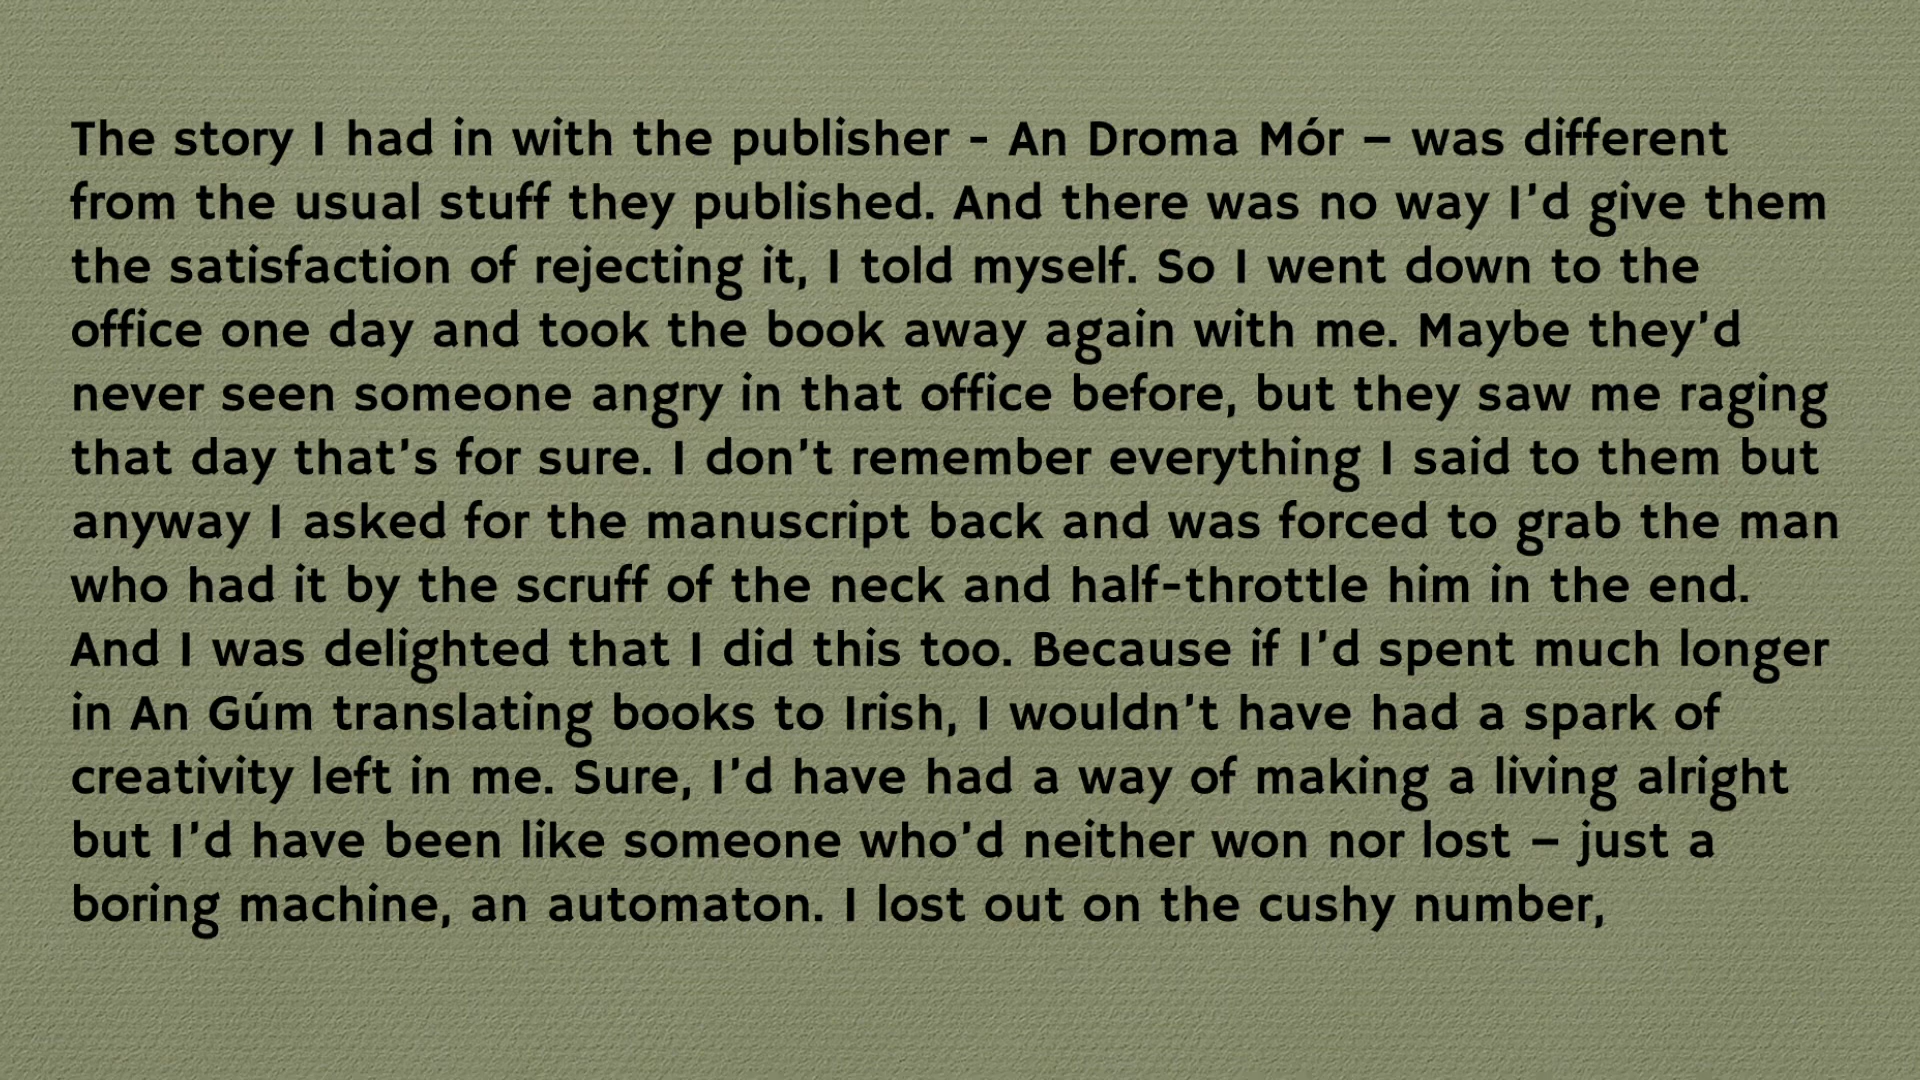 The story I had in with the publisher - An Droma Mór – was different
from the usual stuff they published. And there was no way I'd give them
the satisfaction of rejecting it, I told myself. So I went down to the
office one day and took the book away again with me. Maybe they'd
never seen someone angry in that office before, but they saw me raging
that day that's for sure. I don't remember everything I said to them but
anyway I asked for the manuscript back and was forced to grab the man
who had it by the scruff of the neck and half-throttle him in the end.
And I was delighted that I did this too. Because if I'd spent much longer
in An Gúm translating books to Irish, I wouldn't have had a spark of
creativity left in me. Sure, I'd have had a way of making a living alright
but I'd have been like someone who'd neither won nor lost – just a
boring machine, an automaton. I lost out on the cushy number,